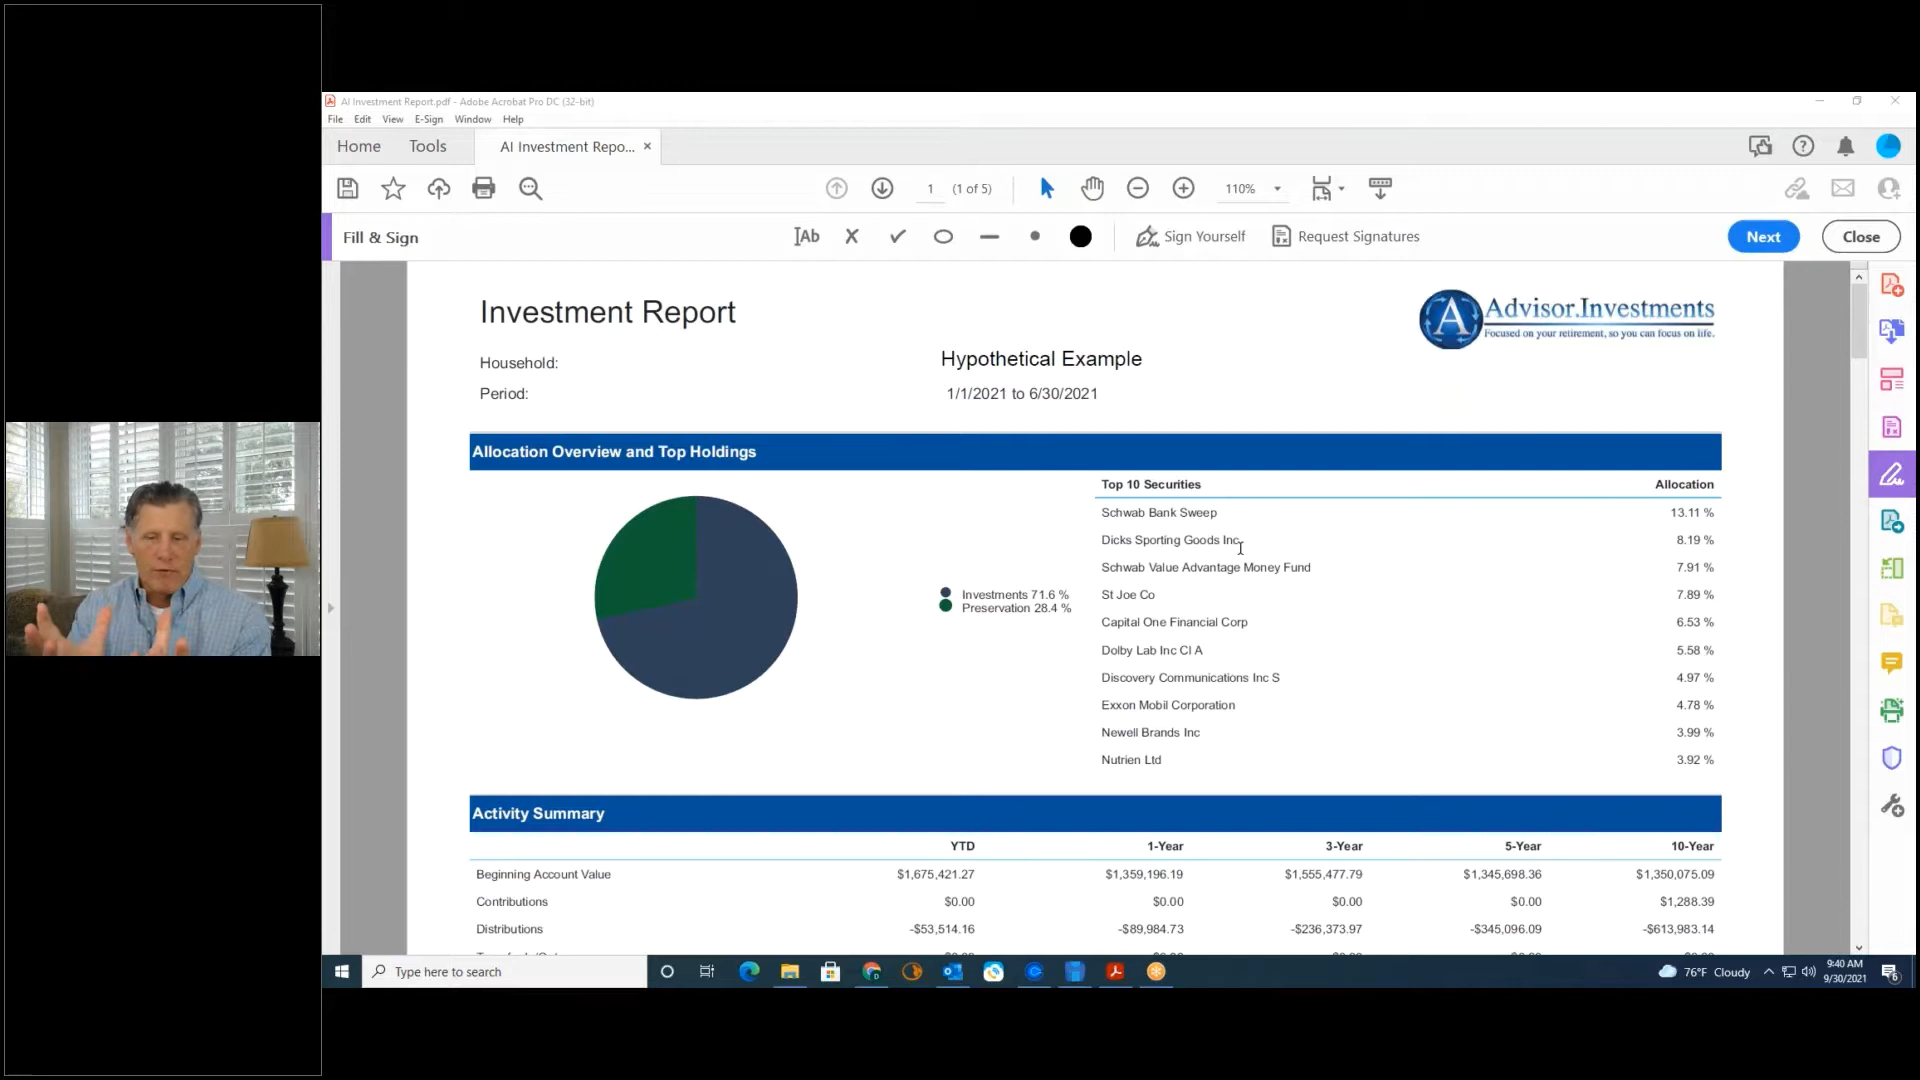 AI Investment Report.pdf - Adobe Acrobat Pro DC (32-bit)
File Edit View E-Sign Window Help
Home Tools AI Investment Repo... ×
1 (1 of 5) 110%
Fill & Sign Ab Sign Yourself Request Signatures Next Close
Investment Report
A Advisor.Investments
Focused on your retirement, so you can focus on life.
Household: Hypothetical Example
Period: 1/1/2021 to 6/30/2021
Allocation Overview and Top Holdings
Investments 71.6 %
Preservation 28.4 %
Top 10 Securities Allocation
Schwab Bank Sweep 13.11 %
Dicks Sporting Goods Inc. 8.19 %
Schwab Value Advantage Money Fund 7.91 %
St Joe Co 7.89 %
Capital One Financial Corp 6.53 %
Dolby Lab Inc Cl A 5.58 %
Discovery Communications Inc S 4.97 %
Exxon Mobil Corporation 4.78 %
Newell Brands Inc 3.99 %
Nutrien Ltd 3.92 %
Activity Summary
YTD 1-Year 3-Year 5-Year 10-Year
Beginning Account Value $1,675,421.27 $1,359,196.19 $1,555,477.79 $1,345,698.36 $1,350,075.09
Contributions $0.00 $0.00 $0.00 $0.00 $1,288.39
Distributions -$53,514.16 -$89,984.73 -$236,373.97 -$345,096.09 -$613,983.14
Type here to search 76°F Cloudy 9:40 AM
9/30/2021 6